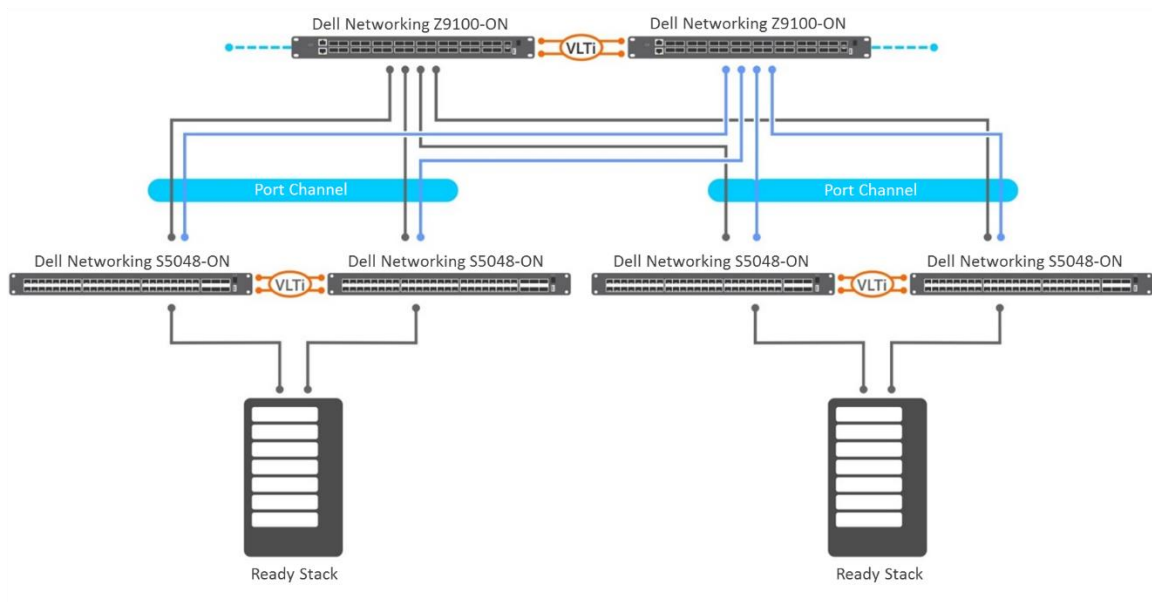 Dell Networking Z9100-ON
Dell Networking Z9100-ON
VLTi
Port Channel
Port Channel
Dell Networking S5048-ON
Dell Networking S5048-ON
Dell Networking S5048-ON
Dell Networking S5048-ON
VLTi
VLTi
Ready Stack
Ready Stack